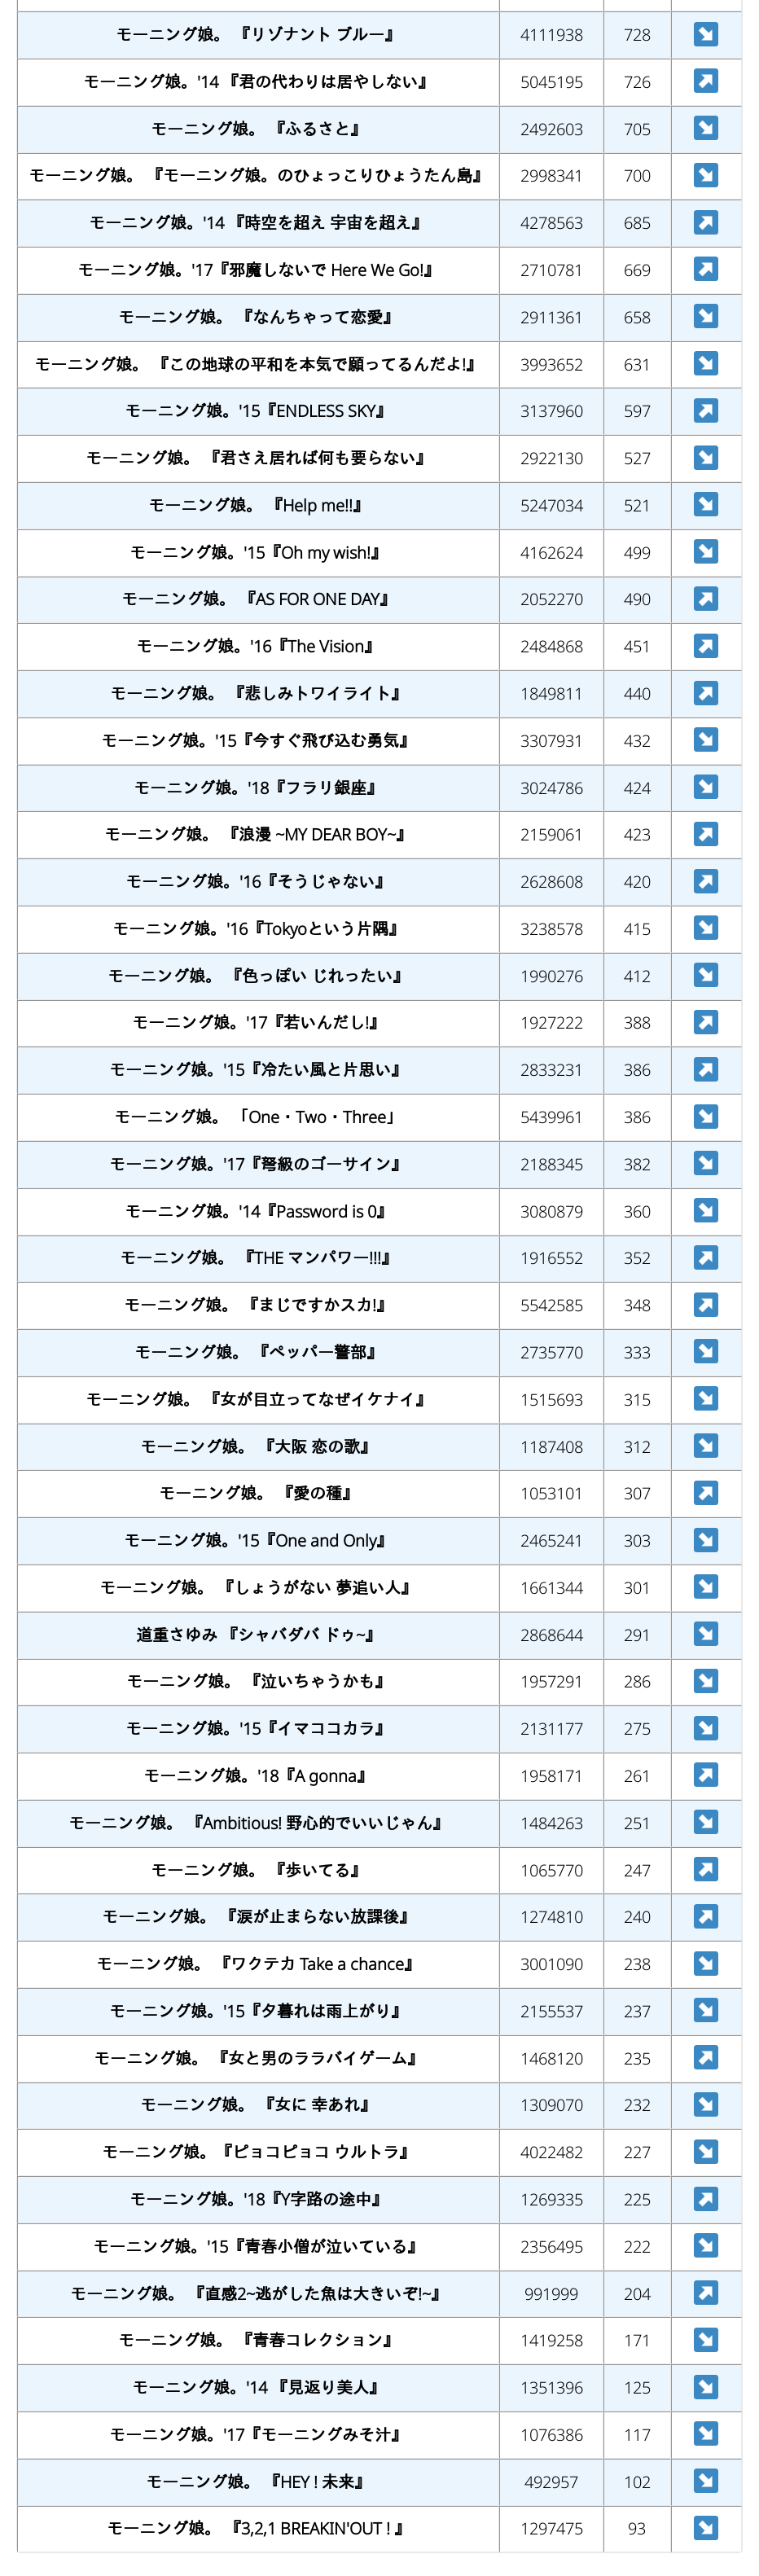 モーニング娘。 『リゾナント ブルー』 4111938 728 ↘
モーニング娘。'14 『君の代わりは居やしない』 5045195 726 ↗
モーニング娘。 『ふるさと』 2492603 705 ↘
モーニング娘。 『モーニング娘。のひょっこりひょうたん島』 2998341 700 ↘
モーニング娘。'14 『時空を超え 宇宙を超え』 4278563 685 ↗
モーニング娘。'17『邪魔しないで Here We Go!』 2710781 669 ↗
モーニング娘。 『なんちゃって恋愛』 2911361 658 ↘
モーニング娘。 『この地球の平和を本気で願ってるんだよ!』 3993652 631 ↘
モーニング娘。'15『ENDLESS SKY』 3137960 597 ↗
モーニング娘。 『君さえ居れば何も要らない』 2922130 527 ↘
モーニング娘。 『Help me!!』 5247034 521 ↘
モーニング娘。'15『Oh my wish!』 4162624 499 ↘
モーニング娘。 『AS FOR ONE DAY』 2052270 490 ↗
モーニング娘。'16『The Vision』 2484868 451 ↗
モーニング娘。 『悲しみトワイライト』 1849811 440 ↗
モーニング娘。'15『今すぐ飛び込む勇気』 3307931 432 ↘
モーニング娘。'18『フラリ銀座』 3024786 424 ↘
モーニング娘。 『浪漫 ~MY DEAR BOY~』 2159061 423 ↗
モーニング娘。'16『そうじゃない』 2628608 420 ↗
モーニング娘。'16『Tokyoという片隅』 3238578 415 ↘
モーニング娘。 『色っぽい じれったい』 1990276 412 ↘
モーニング娘。'17『若いんだし!』 1927222 388 ↗
モーニング娘。'15『冷たい風と片思い』 2833231 386 ↗
モーニング娘。 「One・Two・Three」 5439961 386 ↘
モーニング娘。'17『弩級のゴーサイン』 2188345 382 ↘
モーニング娘。'14『Password is 0』 3080879 360 ↘
モーニング娘。 『THE マンパワー!!!』 1916552 352 ↗
モーニング娘。 『まじですかスカ!』 5542585 348 ↗
モーニング娘。 『ペッパー警部』 2735770 333 ↘
モーニング娘。 『女が目立ってなぜイケナイ』 1515693 315 ↘
モーニング娘。 『大阪 恋の歌』 1187408 312 ↘
モーニング娘。 『愛の種』 1053101 307 ↗
モーニング娘。'15『One and Only』 2465241 303 ↘
モーニング娘。 『しょうがない 夢追い人』 1661344 301 ↘
道重さゆみ 『シャバダバ ドゥ~』 2868644 291 ↘
モーニング娘。 『泣いちゃうかも』 1957291 286 ↘
モーニング娘。'15『イマココカラ』 2131177 275 ↘
モーニング娘。'18『A gonna』 1958171 261 ↗
モーニング娘。 『Ambitious! 野心的でいいじゃん』 1484263 251 ↘
モーニング娘。 『歩いてる』 1065770 247 ↗
モーニング娘。 『涙が止まらない放課後』 1274810 240 ↗
モーニング娘。 『ワクテカ Take a chance』 3001090 238 ↘
モーニング娘。'15『夕暮れは雨上がり』 2155537 237 ↘
モーニング娘。 『女と男のララバイゲーム』 1468120 235 ↗
モーニング娘。 『女に 幸あれ』 1309070 232 ↘
モーニング娘。『ピョコピョコ ウルトラ』 4022482 227 ↘
モーニング娘。'18『Y字路の途中』 1269335 225 ↗
モーニング娘。'15『青春小僧が泣いている』 2356495 222 ↘
モーニング娘。 『直感2~逃がした魚は大きいぞ!~』 991999 204 ↗
モーニング娘。 『青春コレクション』 1419258 171 ↘
モーニング娘。'14 『見返り美人』 1351396 125 ↘
モーニング娘。'17『モーニングみそ汁』 1076386 117 ↘
モーニング娘。 『HEY ! 未来』 492957 102 ↘
モーニング娘。 『3,2,1 BREAKIN'OUT ! 』 1297475 93 ↘